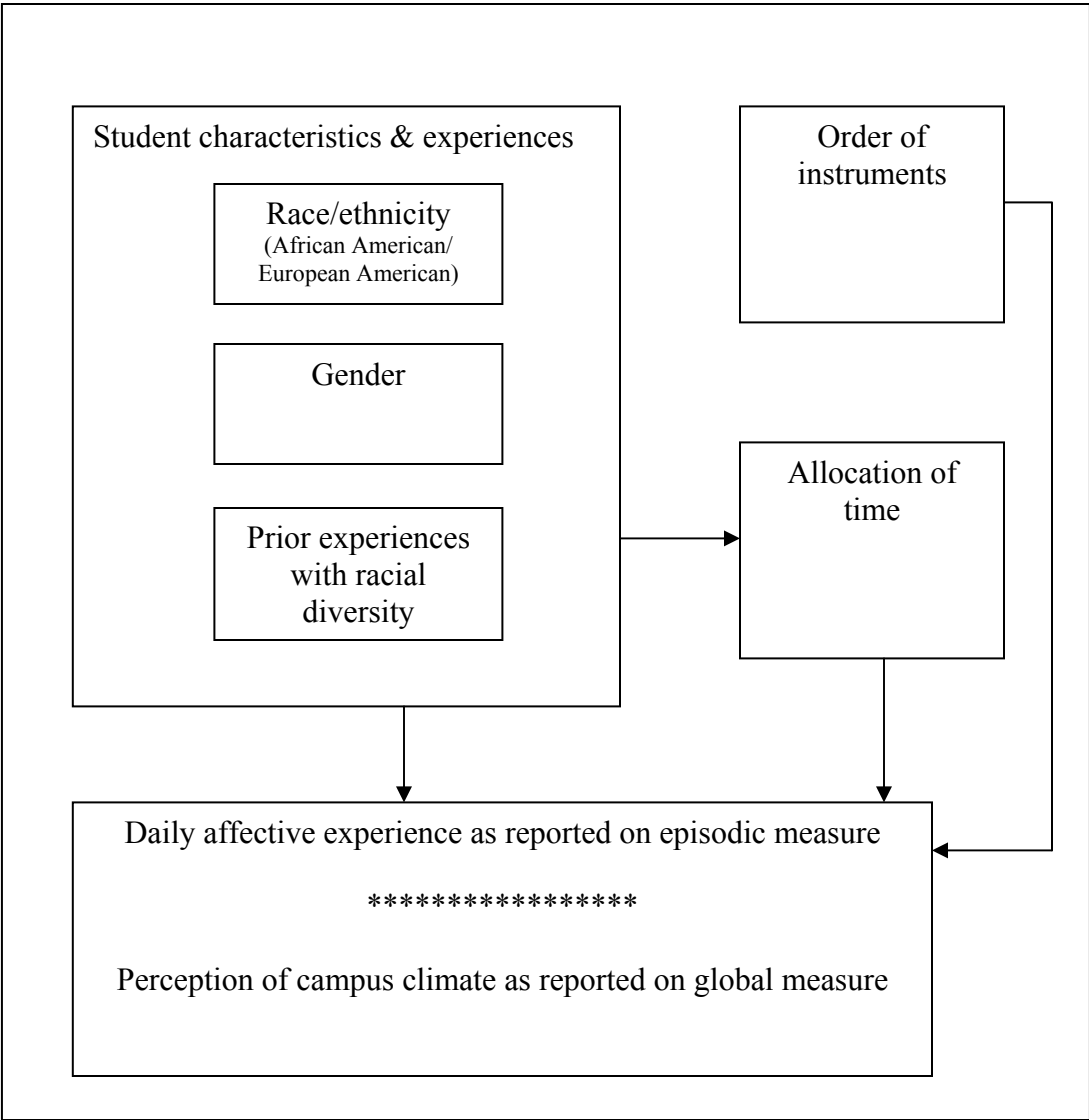 Student characteristics & experiences
Race/ethnicity
(African American/
European American)
Gender
Prior experiences
with racial
diversity
Order of
instruments
Allocation of
time
Daily affective experience as reported on episodic measure
*****************
Perception of campus climate as reported on global measure